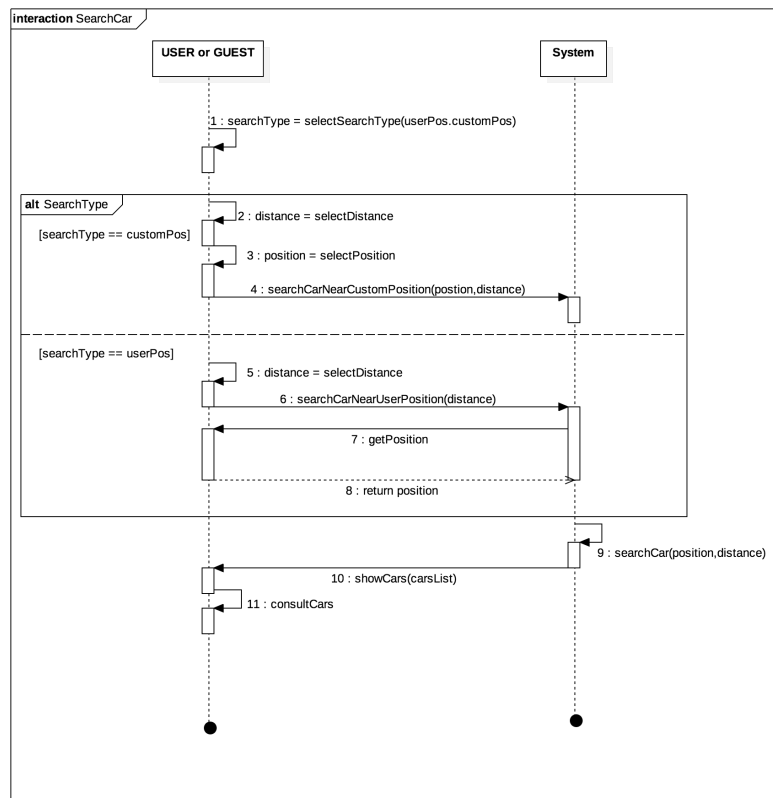 interaction SearchCar
USER or GUEST
System
1 : searchType = selectSearchType(userPos.customPos)
alt SearchType
2 : distance = selectDistance
[searchType == customPos]
3 : position = selectPosition
4 : searchCarNearCustomPosition(postion,distance)
[searchType == userPos]
5 : distance = selectDistance
6 : searchCarNearUserPosition(distance)
7 : getPosition
8 : return position
9 : searchCar(position,distance)
10 : showCars(carsList)
11 : consultCars